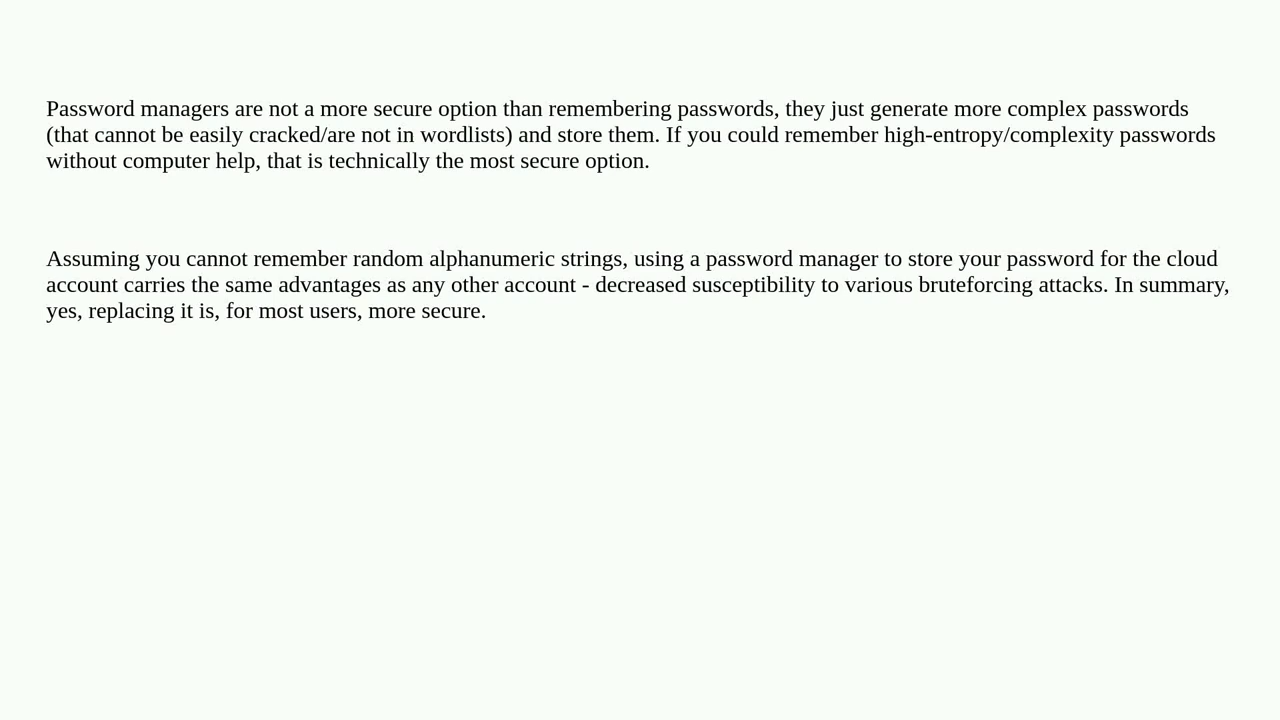 Password managers are not a more secure option than remembering passwords, they just generate more complex passwords
(that cannot be easily cracked/are not in wordlists) and store them. If you could remember high-entropy/complexity passwords
without computer help, that is technically the most secure option.
Assuming you cannot remember random alphanumeric strings, using a password manager to store your password for the cloud
account carries the same advantages as any other account - decreased susceptibility to various bruteforcing attacks. In summary,
yes, replacing it is, for most users, more secure.